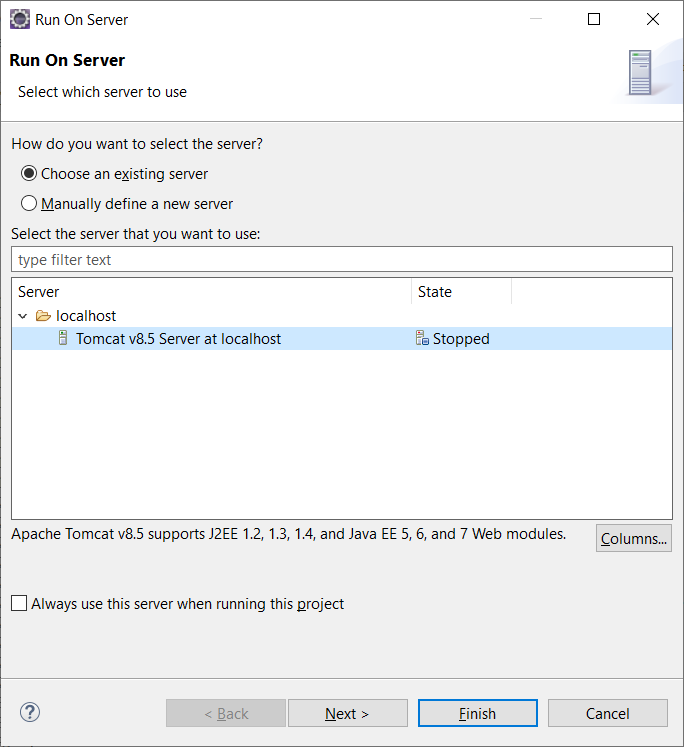 Run On Server
Run On Server
Select which server to use
How do you want to select the server?
Choose an existing server
Manually define a new server
Select the server that you want to use:
type filter text
Server State
localhost
Tomcat v8.5 Server at localhost Stopped
Apache Tomcat v8.5 supports J2EE 1.2, 1.3, 1.4, and Java EE 5, 6, and 7 Web modules.
Columns...
Always use this server when running this project
? < Back Next > Finish Cancel